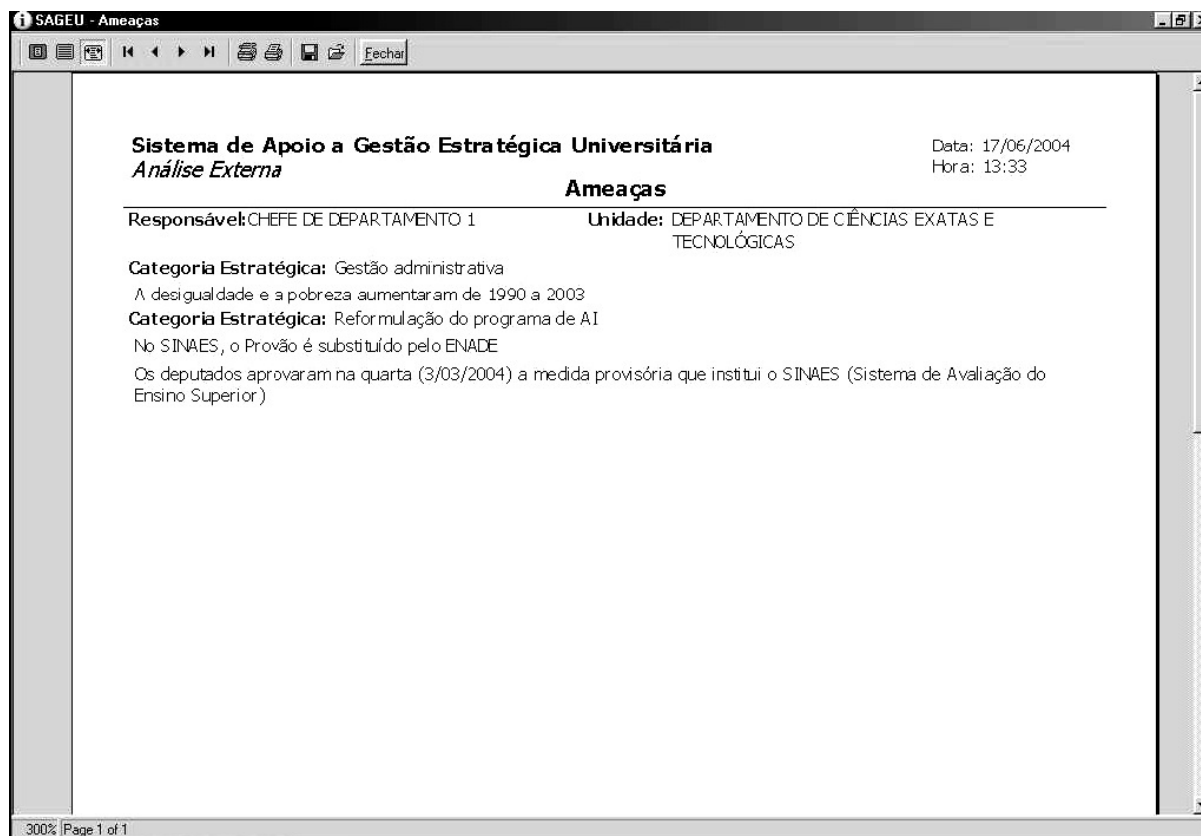 SAGEU - Ameaças
Fechar
Sistema de Apoio a Gestão Estratégica Universitária
Data: 17/06/2004
Análise Externa
Hora: 13:33
Ameaças
Responsável:CHEFE DE DEPARTAMENTO 1
Unidade: DEPARTAMENTO DE CIÊNCIAS EXATAS E
TECNOLÓGICAS
Categoria Estratégica: Gestão administrativa
A desigualdade e a pobreza aumentaram de 1990 a 2003
Categoria Estratégica: Reformulação do programa de AI
No SINAES, o Provão é substituído pelo ENADE
Os deputados aprovaram na quarta (3/03/2004) a medida provisória que institui o SINAES (Sistema de Avaliação do
Ensino Superior)
300% Page 1 of 1